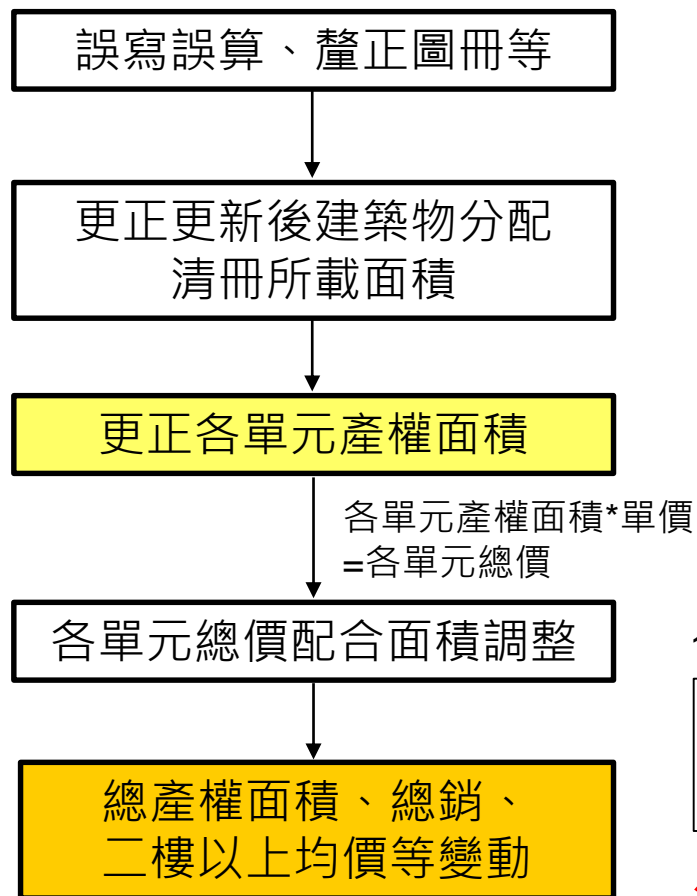 誤寫誤算、釐正圖冊等
更正更新後建築物分配
清冊所載面積
更正各單元產權面積
各單元產權面積*單價
=各單元總價
各單元總價配合面積調整
總產權面積、總銷、
二樓以上均價等變動